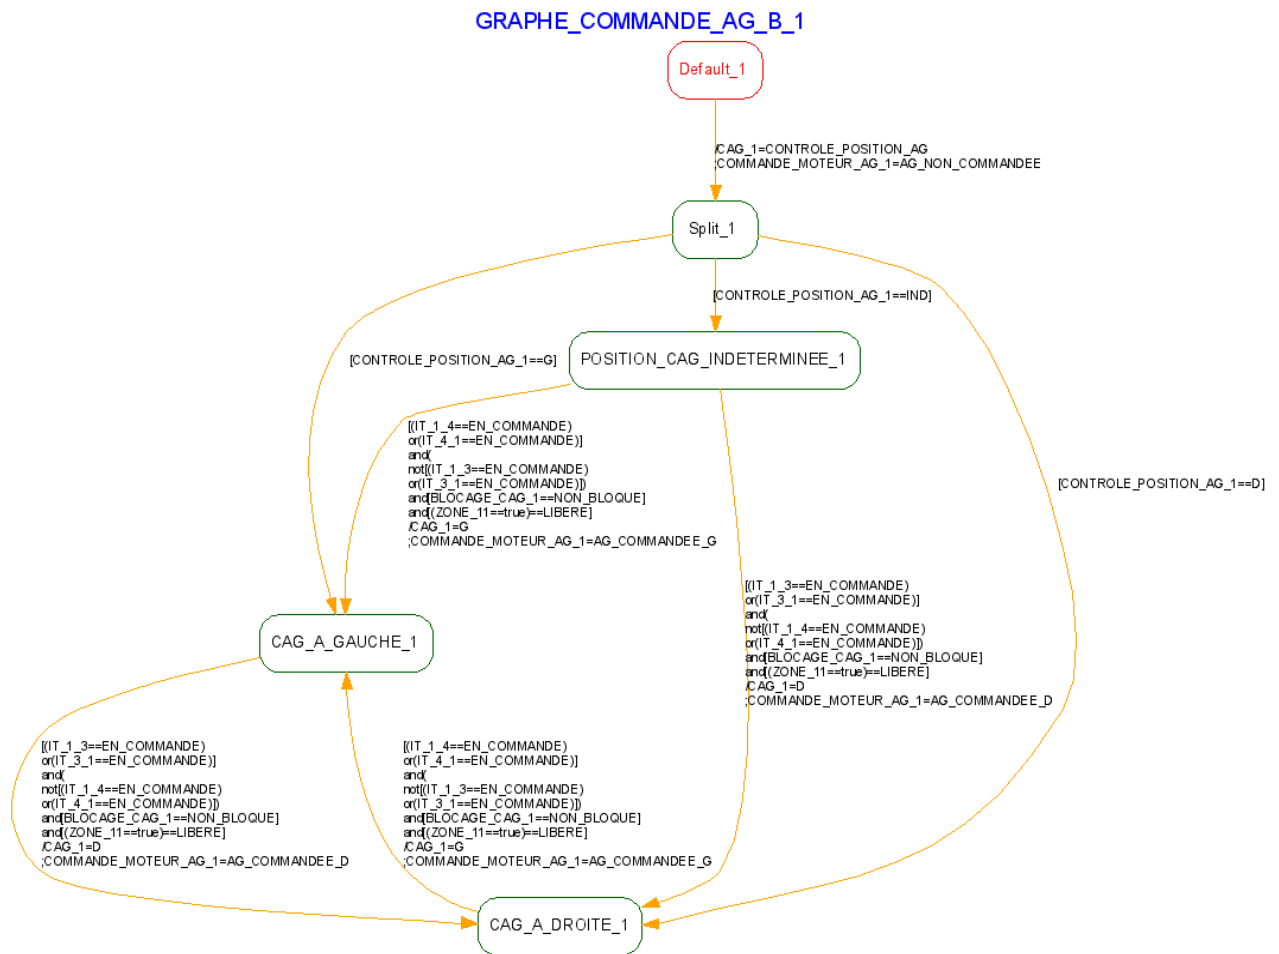 GRAPHE_COMMANDE_AG_B_1
Default_1
/CAG_1=CONTROLE_POSITION_AG
;COMMANDE_MOTEUR_AG_1=AG_NON_COMMANDEE
Split_1
[CONTROLE_POSITION_AG_1==IND]
[CONTROLE_POSITION_AG_1==G]
POSITION_CAG_INDETERMINEE_1
[(IT_1_4==EN_COMMANDE)
or(IT_4_1==EN_COMMANDE)]
and(
not[(IT_1_3==EN_COMMANDE)
or(IT_3_1==EN_COMMANDE)])
and[BLOCAGE_CAG_1==NON_BLOQUE]
and[(ZONE_11==true)==LIBERE]
/CAG_1=G
;COMMANDE_MOTEUR_AG_1=AG_COMMANDEE_G
[CONTROLE_POSITION_AG_1==D]
[(IT_1_3==EN_COMMANDE)
or(IT_3_1==EN_COMMANDE)]
and(
not[(IT_1_4==EN_COMMANDE)
or(IT_4_1==EN_COMMANDE)])
and[BLOCAGE_CAG_1==NON_BLOQUE]
and[(ZONE_11==true)==LIBERE]
/CAG_1=D
;COMMANDE_MOTEUR_AG_1=AG_COMMANDEE_D
CAG_A_GAUCHE_1
[(IT_1_3==EN_COMMANDE)
or(IT_3_1==EN_COMMANDE)]
and(
not[(IT_1_4==EN_COMMANDE)
or(IT_4_1==EN_COMMANDE)])
and[BLOCAGE_CAG_1==NON_BLOQUE]
and[(ZONE_11==true)==LIBERE]
/CAG_1=D
;COMMANDE_MOTEUR_AG_1=AG_COMMANDEE_D
[(IT_1_4==EN_COMMANDE)
or(IT_4_1==EN_COMMANDE)]
and(
not[(IT_1_3==EN_COMMANDE)
or(IT_3_1==EN_COMMANDE)])
and[BLOCAGE_CAG_1==NON_BLOQUE]
and[(ZONE_11==true)==LIBERE]
/CAG_1=G
;COMMANDE_MOTEUR_AG_1=AG_COMMANDEE_G
CAG_A_DROITE_1